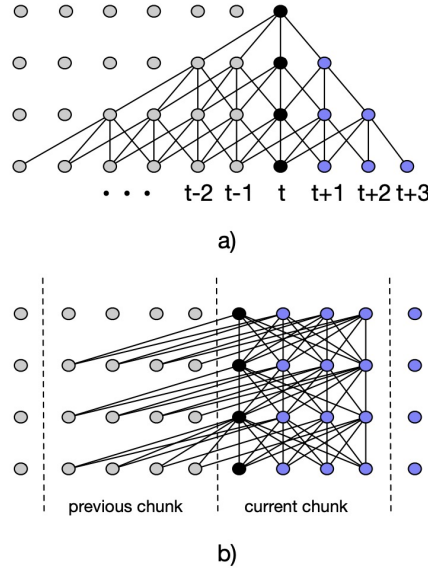 . . . t-2 t-1 t t+1 t+2 t+3
a)
previous chunk current chunk
b)